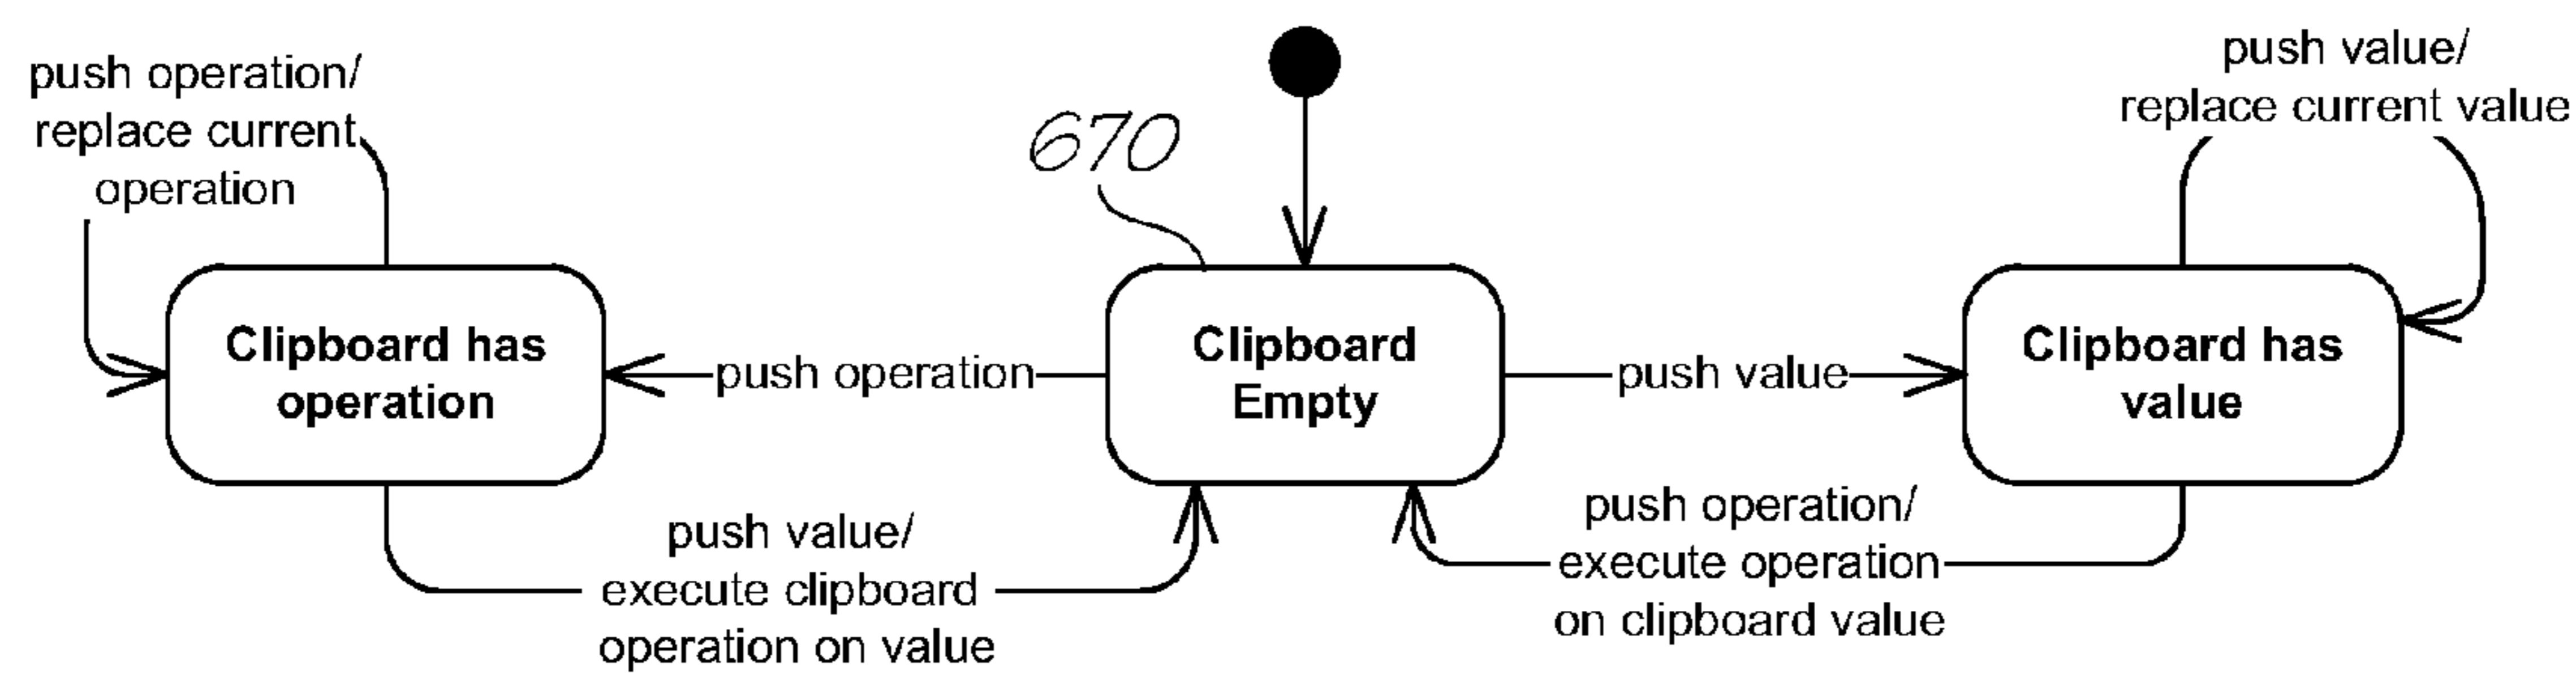 push operation/
replace current
operation
670
push value/
replace current value
Clipboard has
operation
push operation
Clipboard
Empty
push value
Clipboard has
value
push value/
execute clipboard
operation on value
push operation/
execute operation
on clipboard value